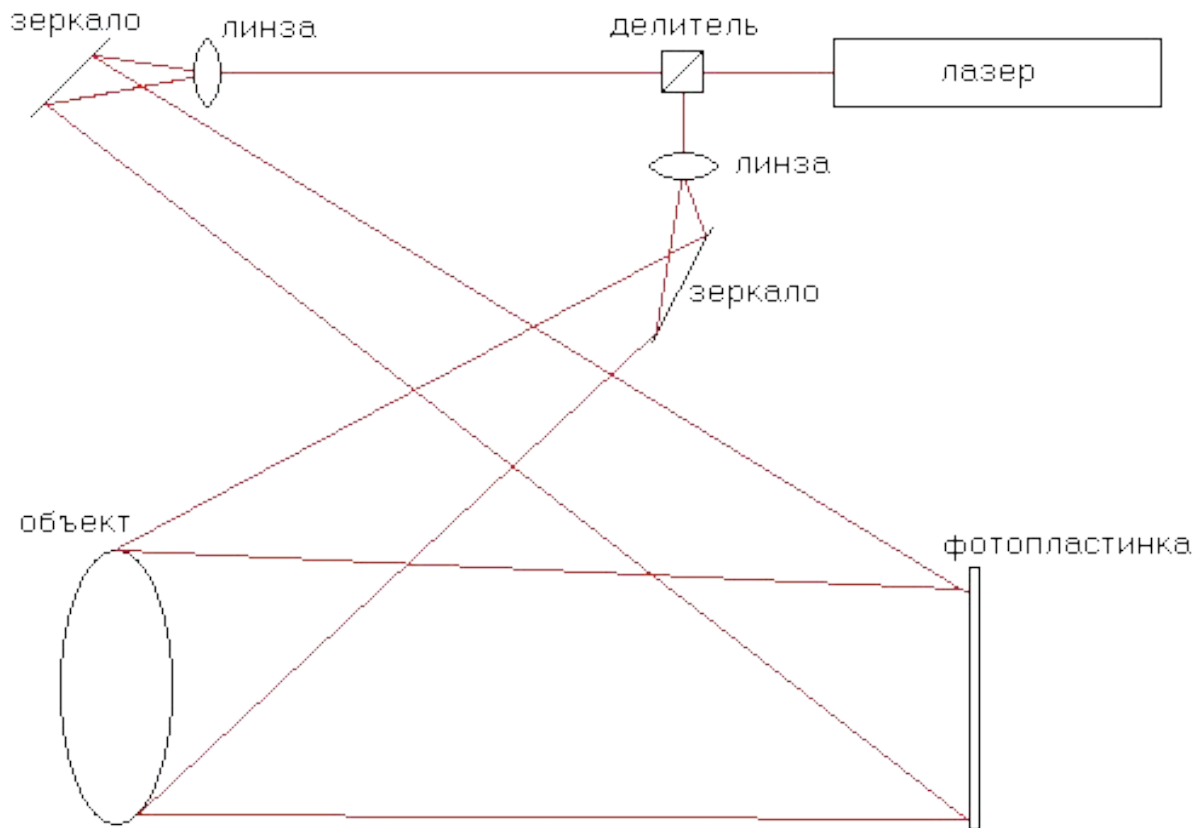 зеркало
линза
делитель
лазер
линза
зеркало
объект
фотопластинка